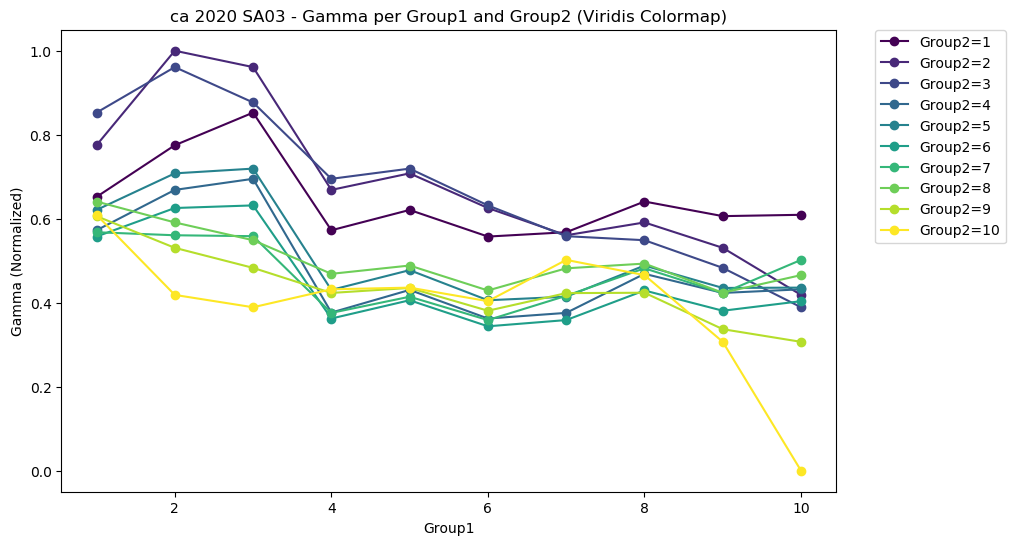 ca 2020 SA03 - Gamma per Group1 and Group2 (Viridis Colormap)
Gamma (Normalized)
1.0
0.8
0.6
0.4
0.2
0.0
2 4 6 8 10
Group1
Group2=1
Group2=2
Group2=3
Group2=4
Group2=5
Group2=6
Group2=7
Group2=8
Group2=9
Group2=10